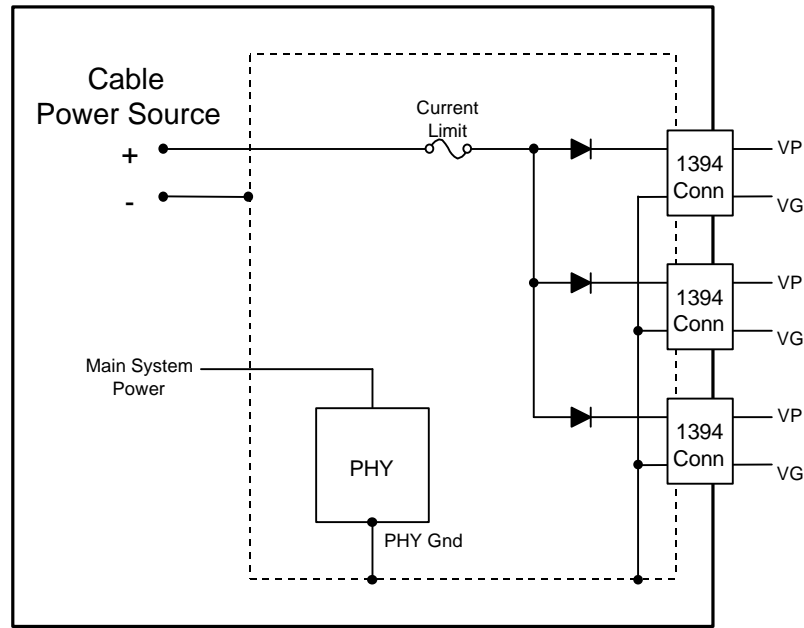 Cable
Power Source
+
-
Current
Limit
1394
Conn
VP
VG
1394
Conn
VP
VG
Main System
Power
PHY
PHY Gnd
1394
Conn
VP
VG